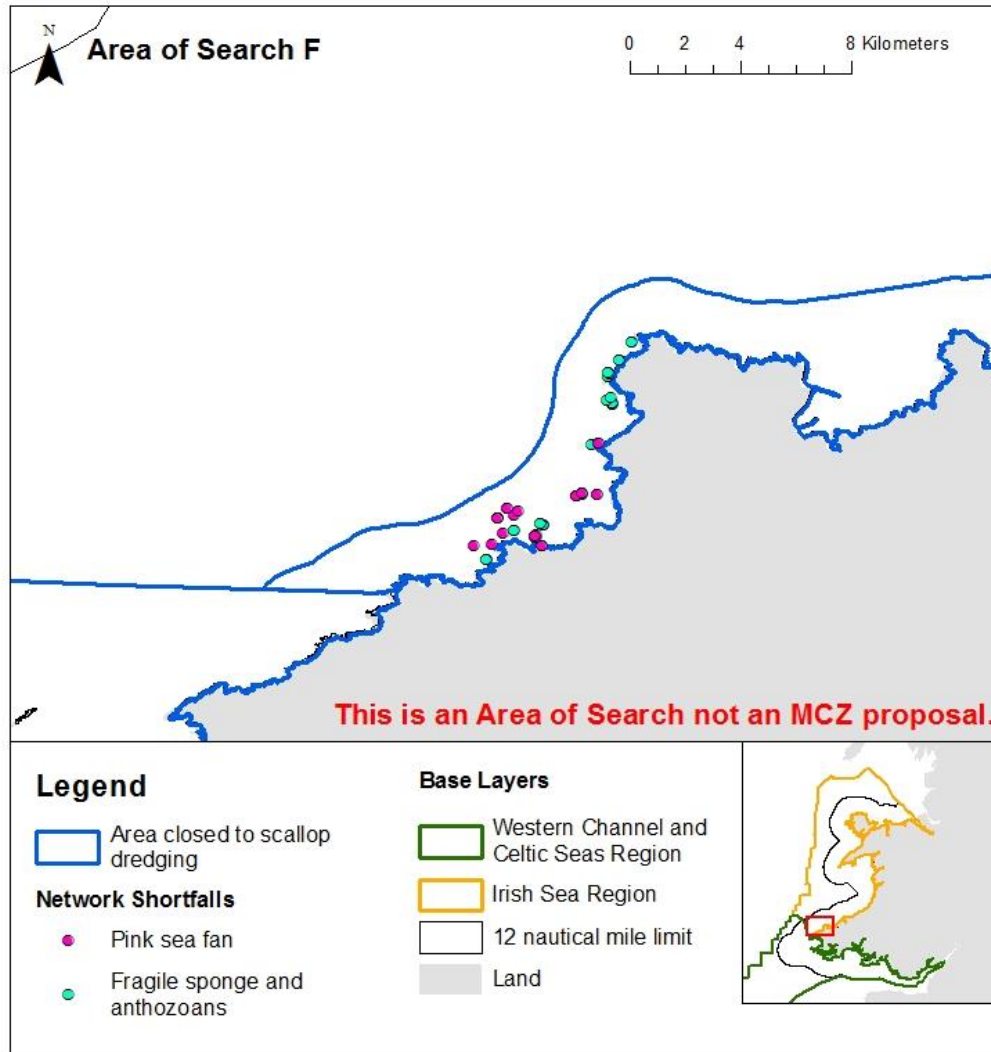 N
Area of Search F
0 2 4 8 Kilometers
This is an Area of Search not an MCZ proposal.
Legend
Area closed to scallop
dredging
Network Shortfalls
Pink sea fan
Fragile sponge and
anthozoans
Base Layers
Western Channel and
Celtic Seas Region
Irish Sea Region
12 nautical mile limit
Land